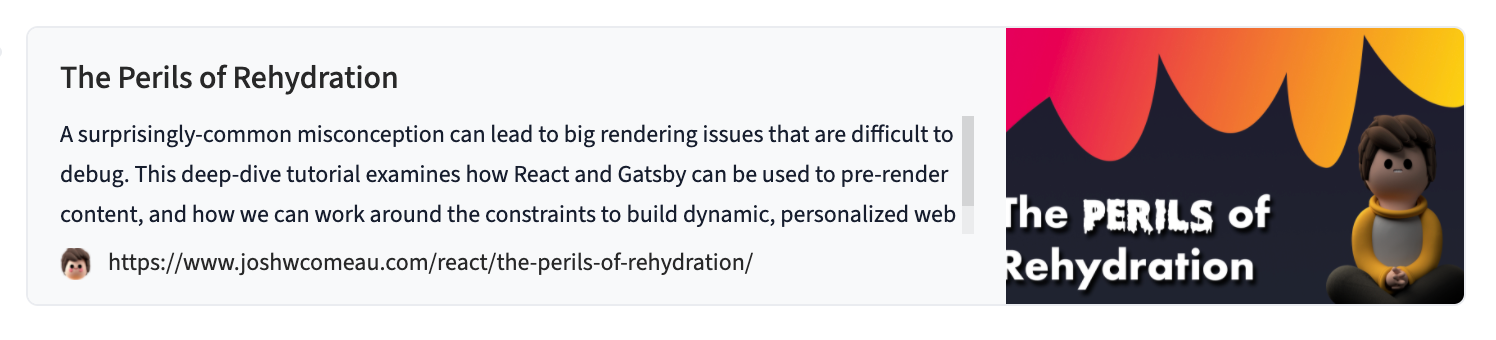 The Perils of Rehydration
A surprisingly-common misconception can lead to big rendering issues that are difficult to
debug. This deep-dive tutorial examines how React and Gatsby can be used to pre-render
content, and how we can work around the constraints to build dynamic, personalized web
https://www.joshwcomeau.com/react/the-perils-of-rehydration/
The PERILS of
Rehydration